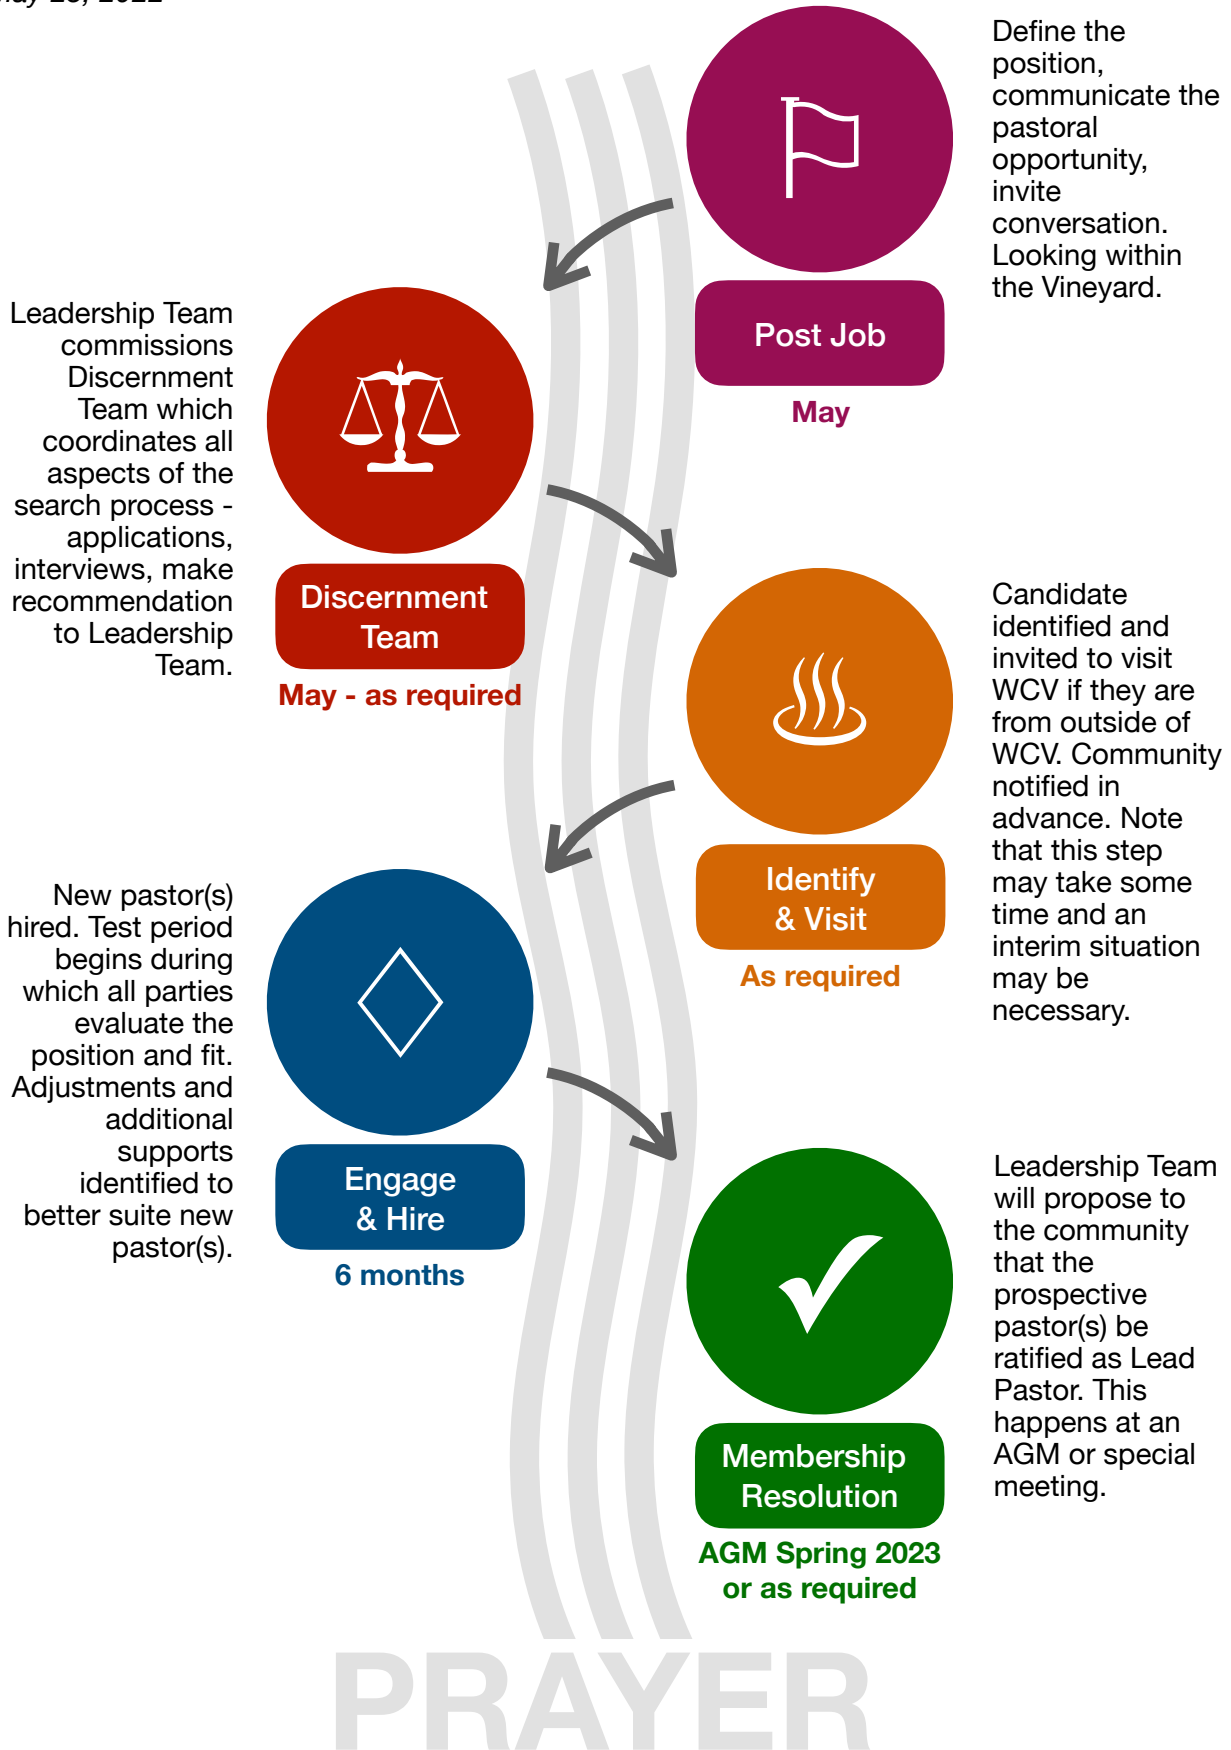 Define the
position,
communicate the
pastoral
opportunity,
invite
conversation.
Looking within
the Vineyard.
Post Job
May
Leadership Team
commissions
Discernment
Team which
coordinates all
aspects of the
search process -
applications,
interviews, make
recommendation
to Leadership
Team.
Discernment
Team
May - as required
Candidate
identified and
invited to visit
WCV if they are
from outside of
WCV. Community
notified in
advance. Note
that this step
may take some
time and an
interim situation
may be
necessary.
Identify
& Visit
As required
New pastor(s)
hired. Test period
begins during
which all parties
evaluate the
position and fit.
Adjustments and
additional
supports
identified to
better suite new
pastor(s).
Engage
& Hire
6 months
Leadership Team
will propose to
the community
that the
prospective
pastor(s) be
ratified as Lead
Pastor. This
happens at an
AGM or special
meeting.
Membership
Resolution
AGM Spring 2023
or as required
PRAYER